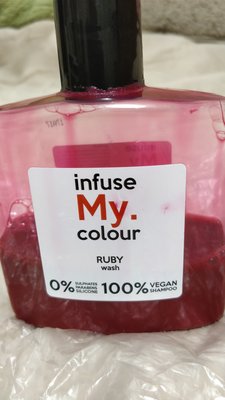 infuse
My.
colour
RUBY
wash
0% SULPHATES PARABENS SILICONE 100% VEGAN SHAMPOO